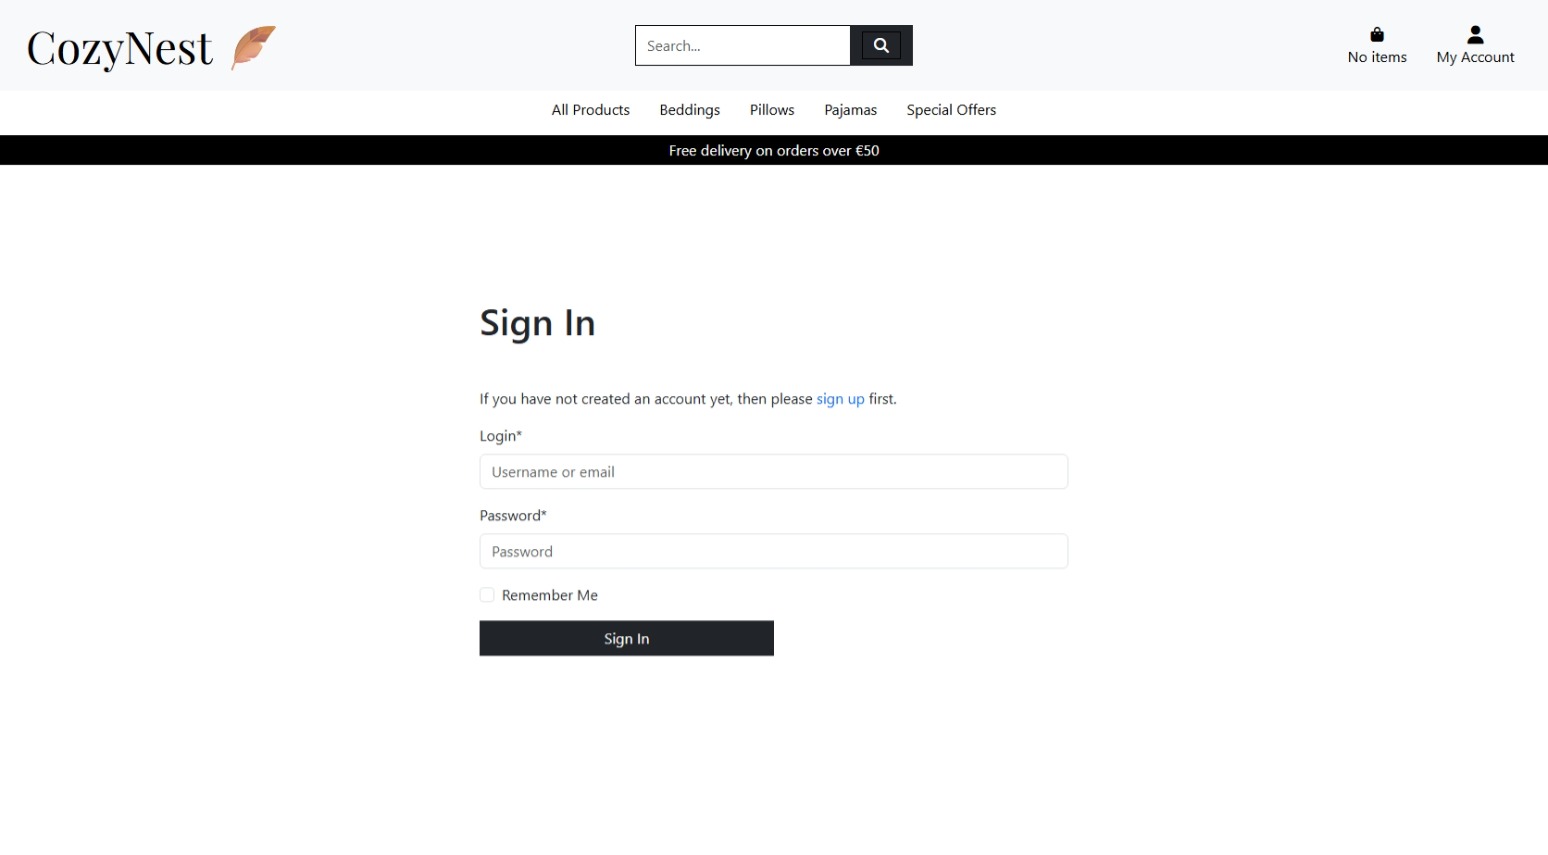 CozyNest
Search...
No items
My Account
All Products
Beddings
Pillows
Pajamas
Special Offers
Free delivery on orders over €50
Sign In
If you have not created an account yet, then please sign up first.
Login*
Username or email
Password*
Password
Remember Me
Sign In